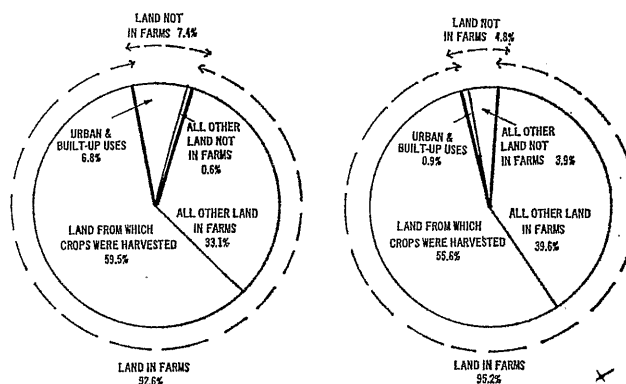 LAND NOT
IN FARMS 7.4%
URBAN &
BUILT-UP USES
6.8%
ALL OTHER
LAND NOT
IN FARMS
0.6%
ALL OTHER LAND
IN FARMS
33.1%
LAND FROM WHICH
CROPS WERE HARVESTED
59.5%
LAND IN FARMS
92.6%
LAND NOT
IN FARMS 4.8%
URBAN &
BUILT-UP USES
0.9%
ALL OTHER
LAND NOT
IN FARMS 3.9%
ALL OTHER LAND
IN FARMS
39.6%
LAND FROM WHICH
CROPS WERE HARVESTED
55.6%
LAND IN FARMS
95.2%